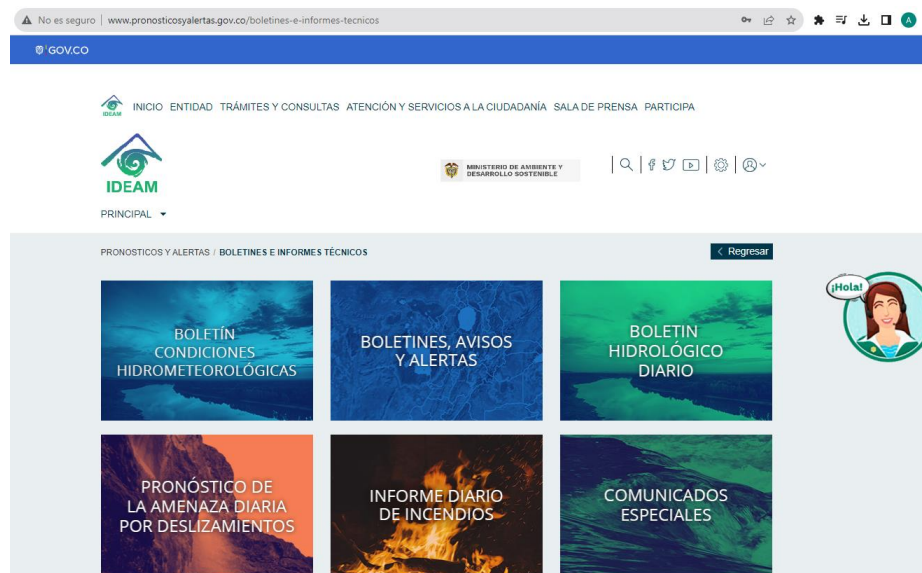 No es seguro | www.pronosticosyalertas.gov.co/boletines-e-informes-tecnicos
A
GOV.CO
IDEAM
INICIO ENTIDAD TRÁMITES Y CONSULTAS ATENCIÓN Y SERVICIOS A LA CIUDADANÍA SALA DE PRENSA PARTICIPA
IDEAM
MINISTERIO DE AMBIENTE Y
DESARROLLO SOSTENIBLE
PRINCIPAL
PRONOSTICOS Y ALERTAS / BOLETINES E INFORMES TÉCNICOS
< Regresar
¡Hola!
BOLETÍN
CONDICIONES
HIDROMETEOROLÓGICAS
BOLETINES, AVISOS
Y ALERTAS
BOLETIN
HIDROLÓGICO
DIARIO
PRONÓSTICO DE
LA AMENAZA DIARIA
POR DESLIZAMIENTOS
INFORME DIARIO
DE INCENDIOS
COMUNICADOS
ESPECIALES